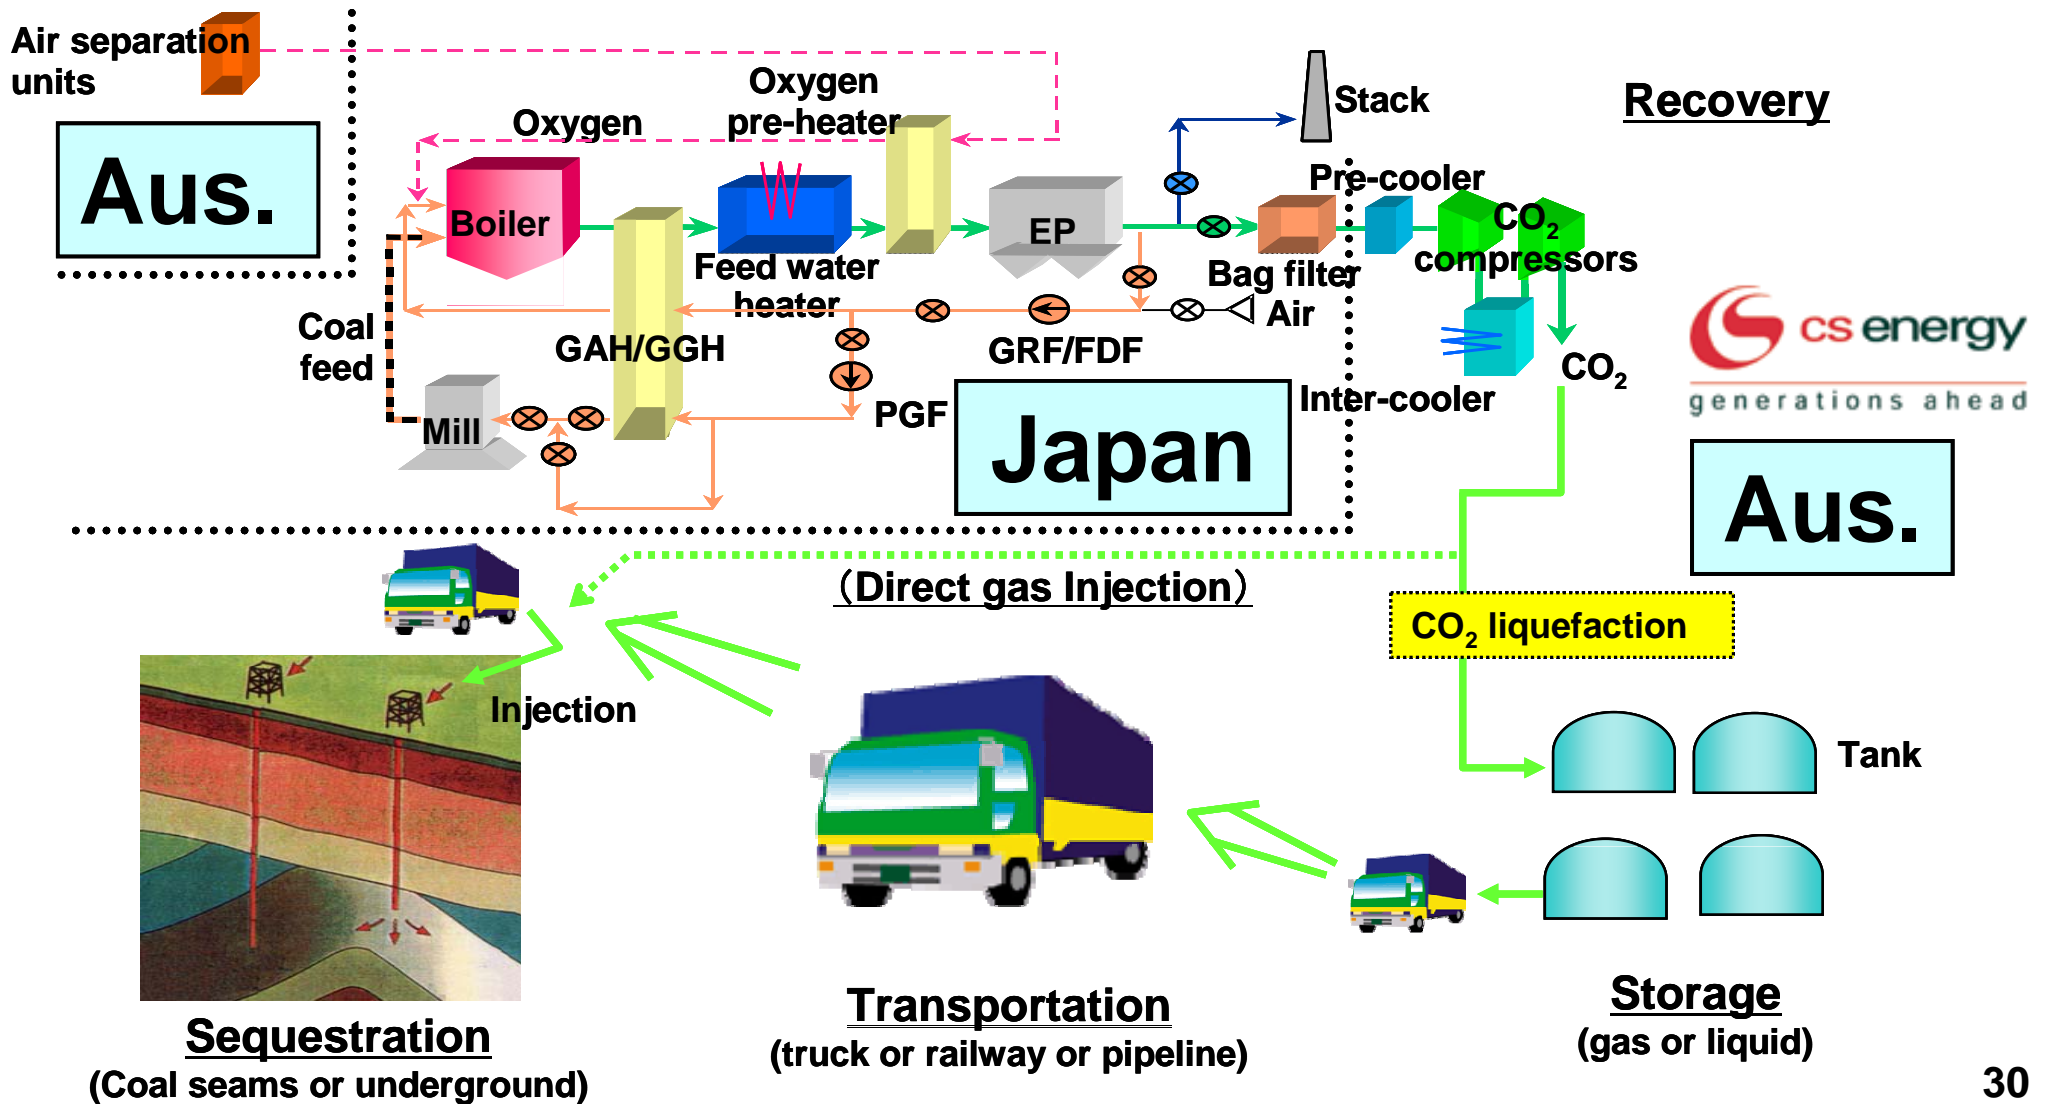 Air separation
units
Aus.
Oxygen
Oxygen
pre-heater
Stack
Recovery
Boiler
Feed water
heater
EP
Pre-cooler
CO2
compressors
Bag filter
Air
Coal
feed
GAH/GGH
GRF/FDF
Inter-cooler
CO2
cs energy
generations ahead
Mill
PGF
Japan
Aus.
（Direct gas Injection）
CO2 liquefaction
Injection
Tank
Sequestration
(Coal seams or underground)
Transportation
(truck or railway or pipeline)
Storage
(gas or liquid)
30